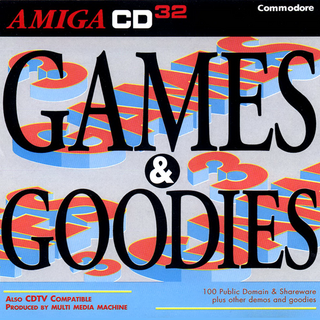 AMIGA CD32
Commodore
GAMES
&
GOODIES
ALSO CDTV COMPATIBLE
PRODUCED BY MULTI MEDIA MACHINE
100 Public Domain & Shareware
plus other demos and goodies